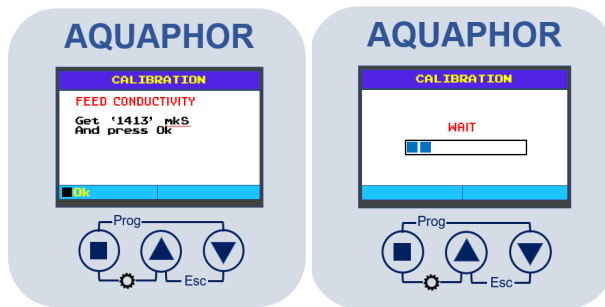 AQUAPHOR
CALIBRATION
FEED CONDUCTIVITY
Get '1413' mkS
And press Ok
Ok
Prog
Esc
AQUAPHOR
CALIBRATION
WAIT
Prog
Esc